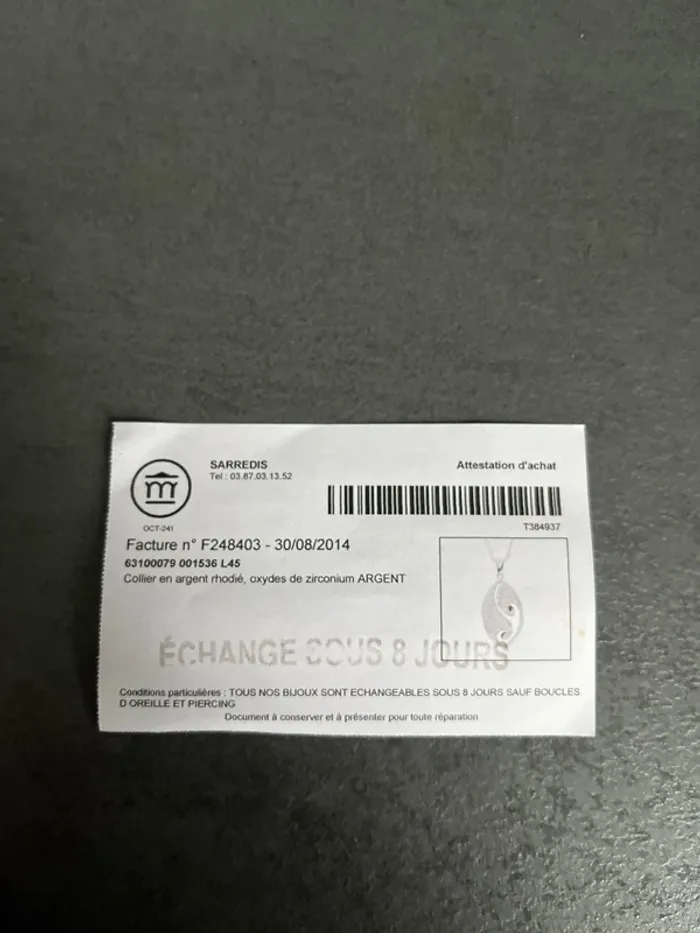 SARREDIS
Tel : 03.87.03.13.52
Attestation d'achat
m
OCT-241
T384937
Facture n° F248403 - 30/08/2014
63100079 001536 L45
Collier en argent rhodié, oxydes de zirconium ARGENT
ÉCHANGE SOUS 8 JOURS
Conditions particulières : TOUS NOS BIJOUX SONT ECHANGEABLES SOUS 8 JOURS SAUF BOUCLES
D OREILLE ET PIERCING
Document à conserver et à présenter pour toute réparation